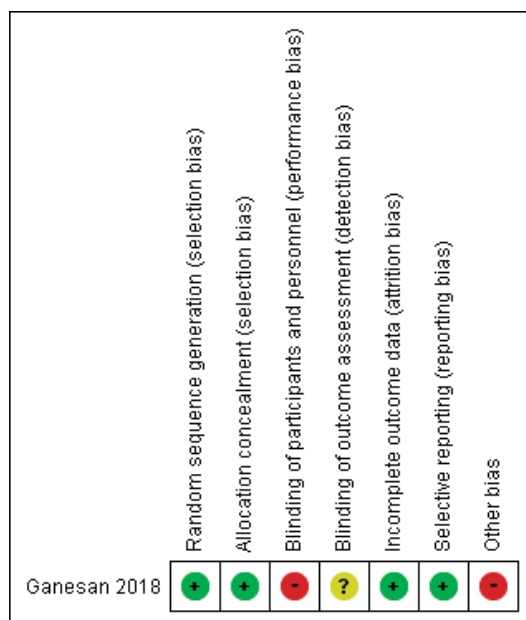 Random sequence generation (selection bias)
Allocation concealment (selection bias)
Blinding of participants and personnel (performance bias)
Blinding of outcome assessment (detection bias)
Incomplete outcome data (attrition bias)
Selective reporting (reporting bias)
Other bias
Ganesan 2018 + + - ? + + -